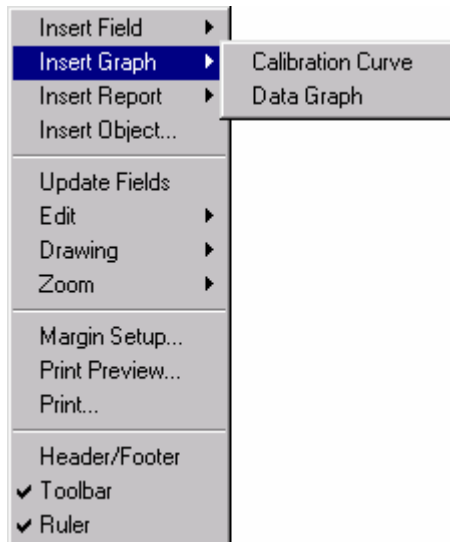 Insert Field
Insert Graph
Calibration Curve
Insert Report
Data Graph
Insert Object...
Update Fields
Edit
Drawing
Zoom
Margin Setup...
Print Preview...
Print...
Header/Footer
Toolbar
Ruler